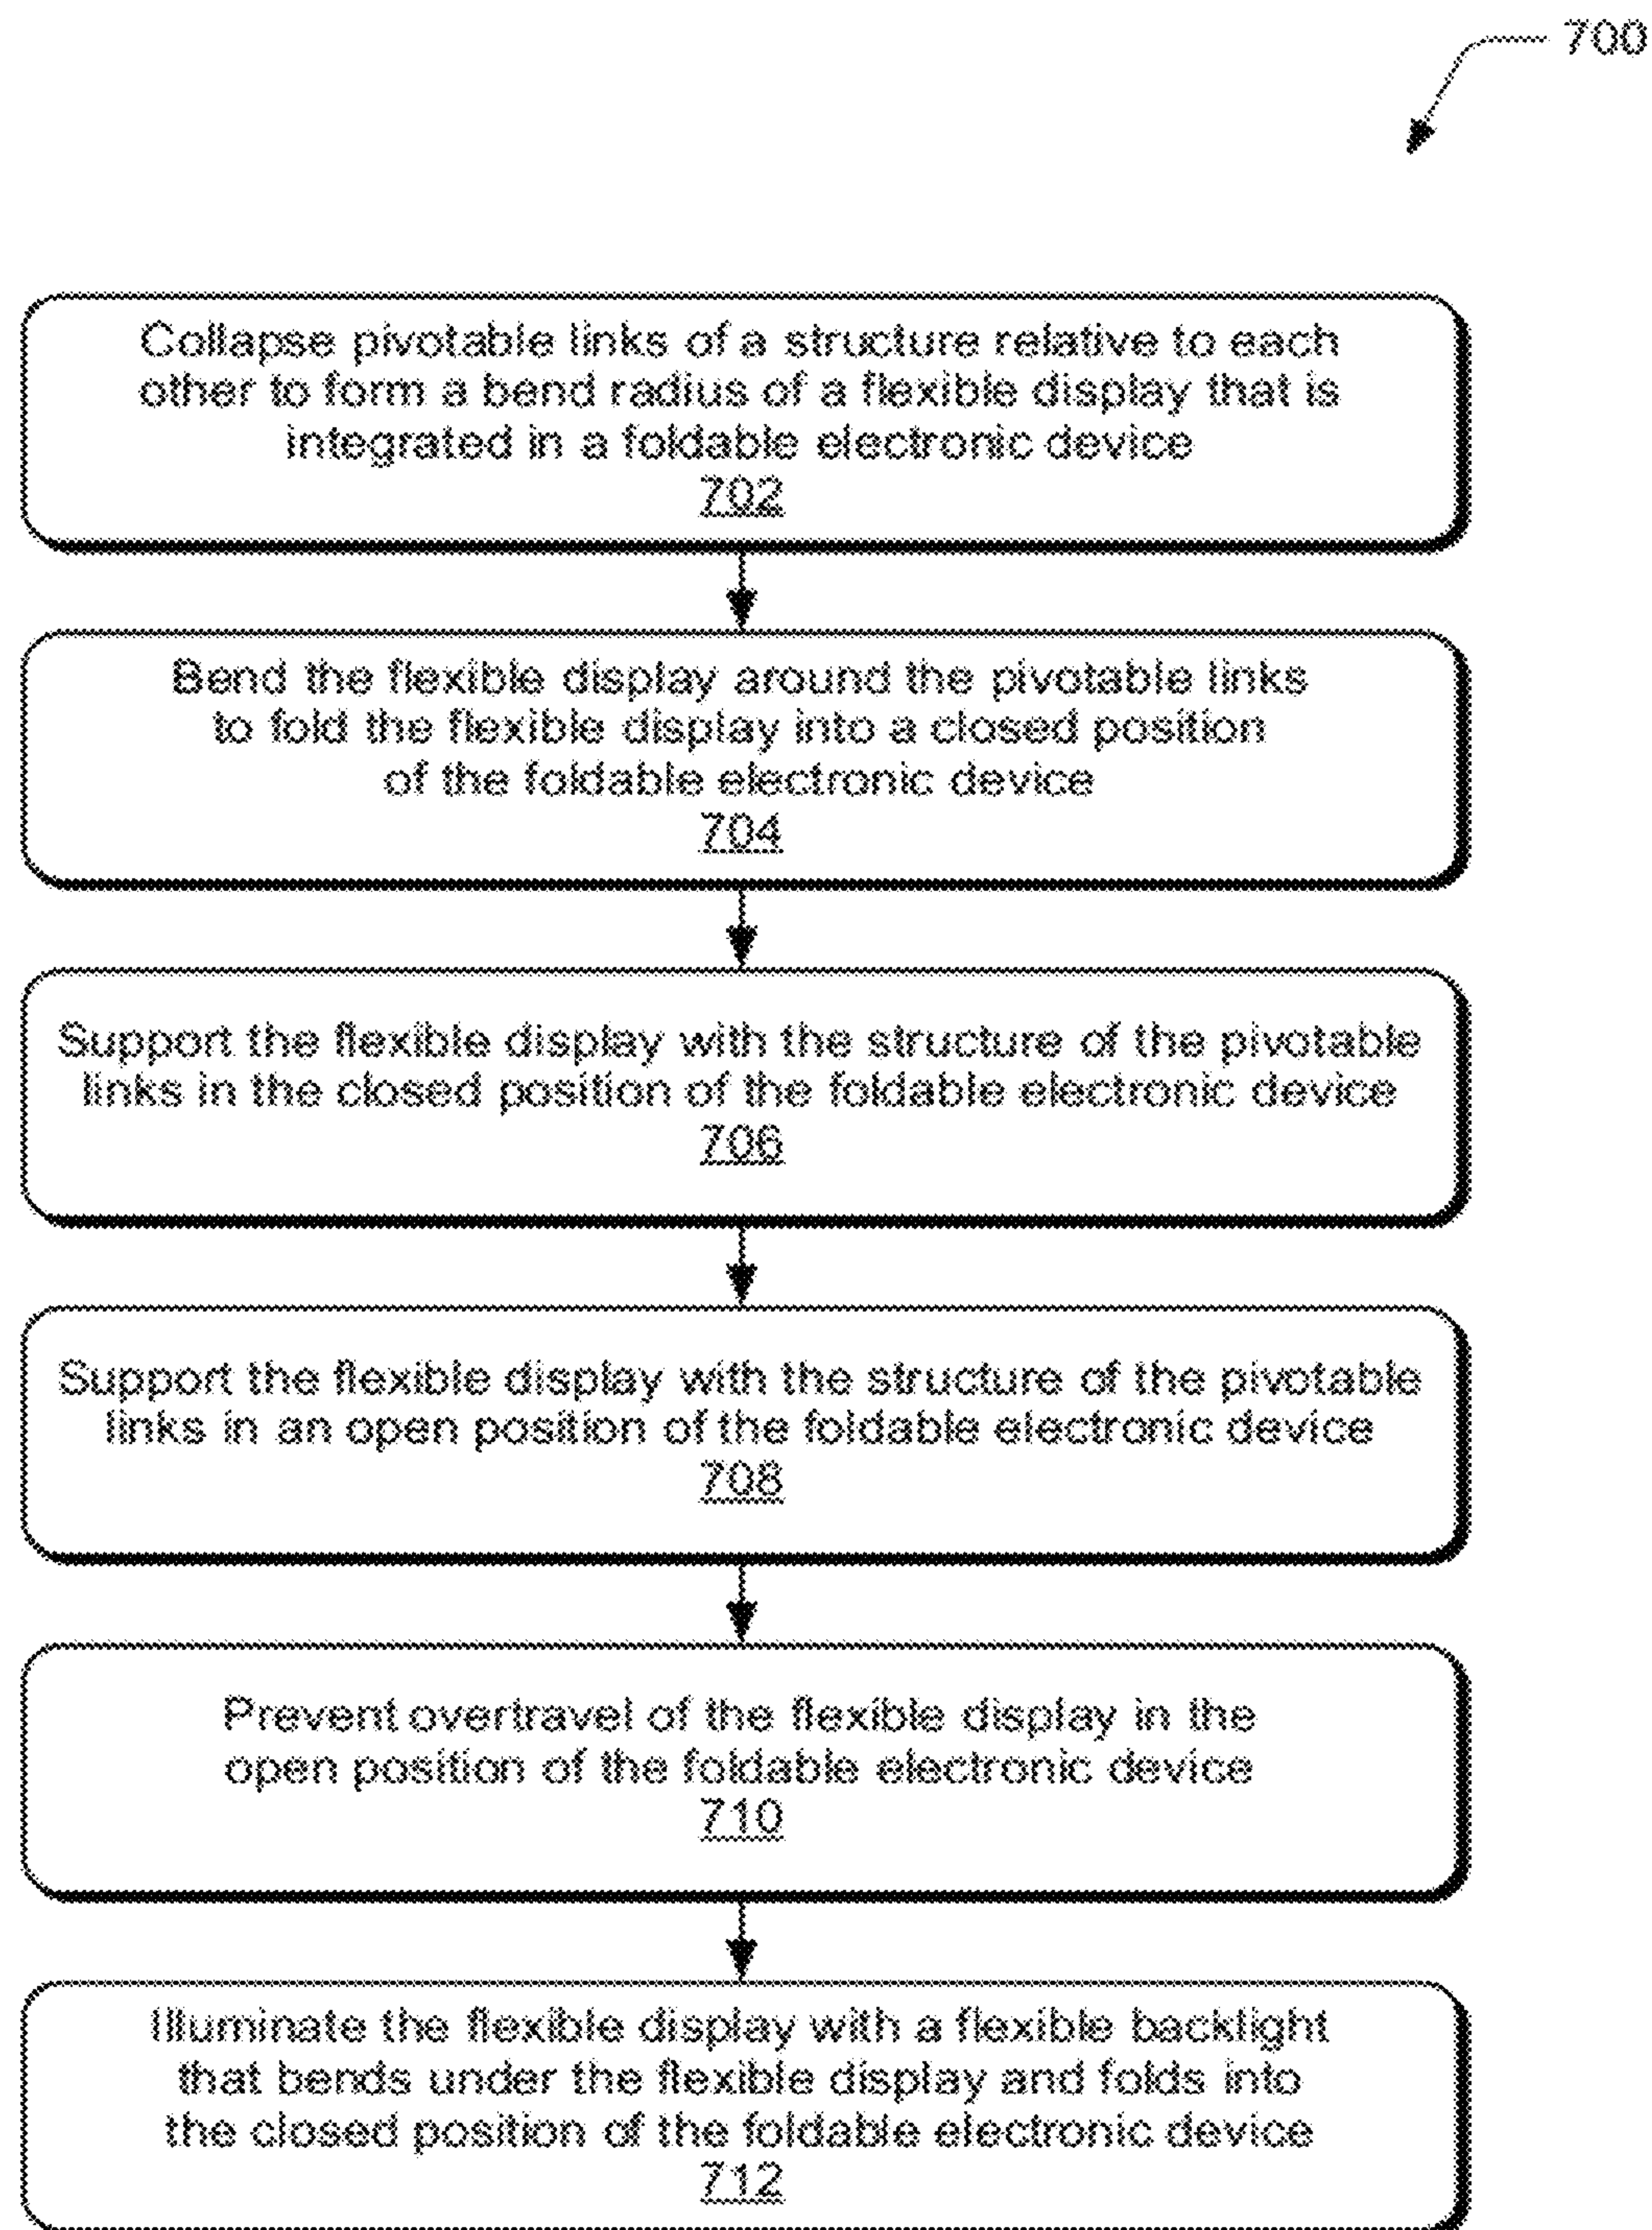 700
Collapse pivotable links of a structure relative to each
other to form a bend radius of a flexible display that is
integrated in a foldable electronic device
702
Bend the flexible display around the pivotable links
to fold the flexible display into a closed position
of the foldable electronic device
704
Support the flexible display with the structure of the pivotable
links in the closed position of the foldable electronic device
706
Support the flexible display with the structure of the pivotable
links in an open position of the foldable electronic device
708
Prevent overtravel of the flexible display in the
open position of the foldable electronic device
710
Illuminate the flexible display with a flexible backlight
that bends under the flexible display and folds into
the closed position of the foldable electronic device
712